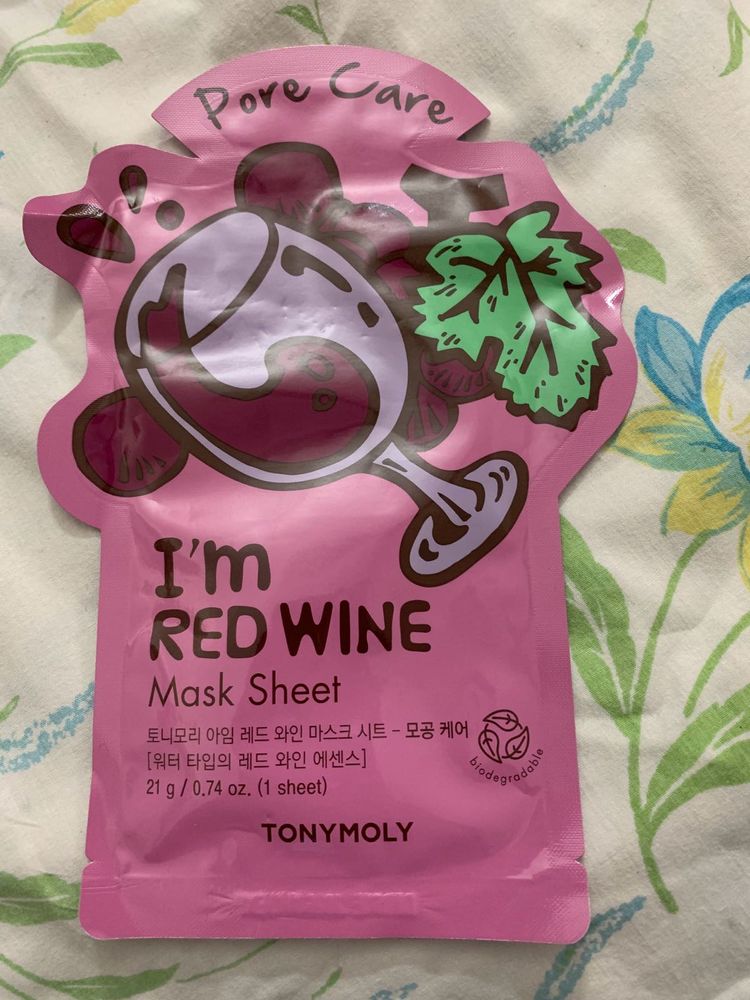 Pore Care
I'm
RED WINE
Mask Sheet
토니모리 아임 레드 와인 마스크 시트 - 모공 케어
[워터 타입의 레드 와인 에센스]
21 g / 0.74 oz. (1 sheet)
biodegradable
TONYMOLY